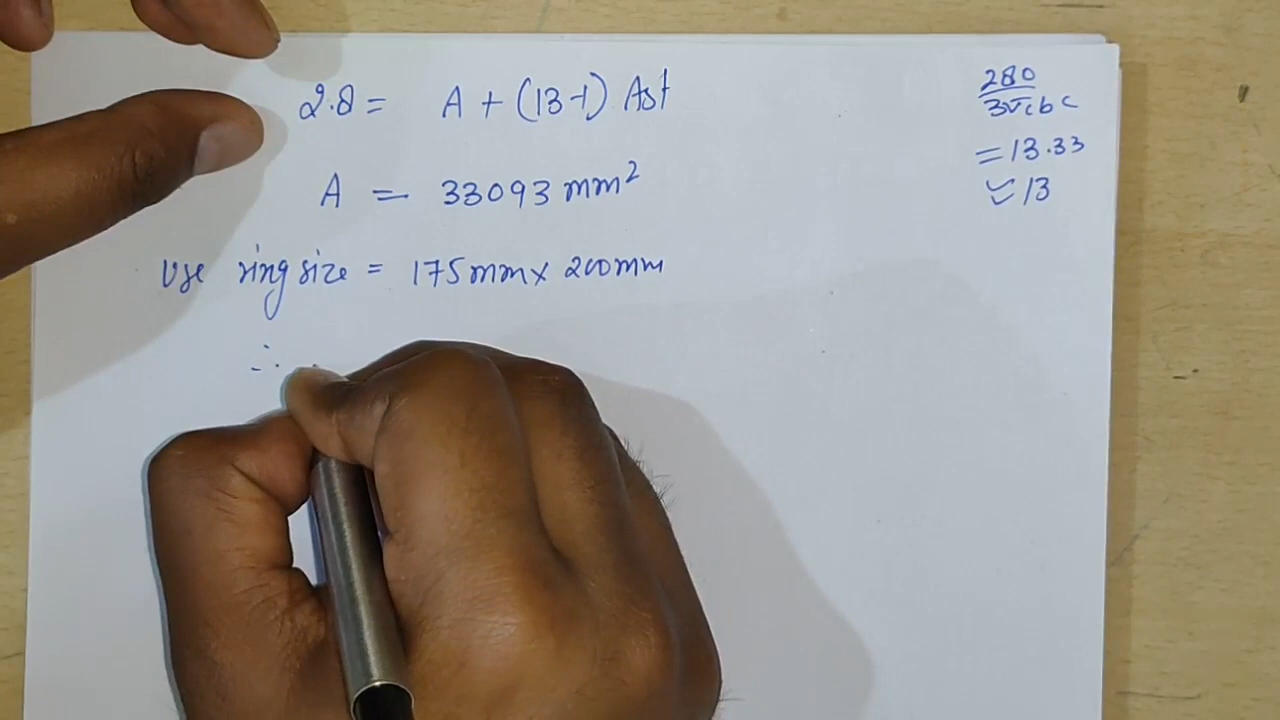 2.8 = A + (13-1) Ast
A = 33093 mm²
Use ring size = 175mm x 200mm
∴
280
3σcbc
= 13.33
≈ 13